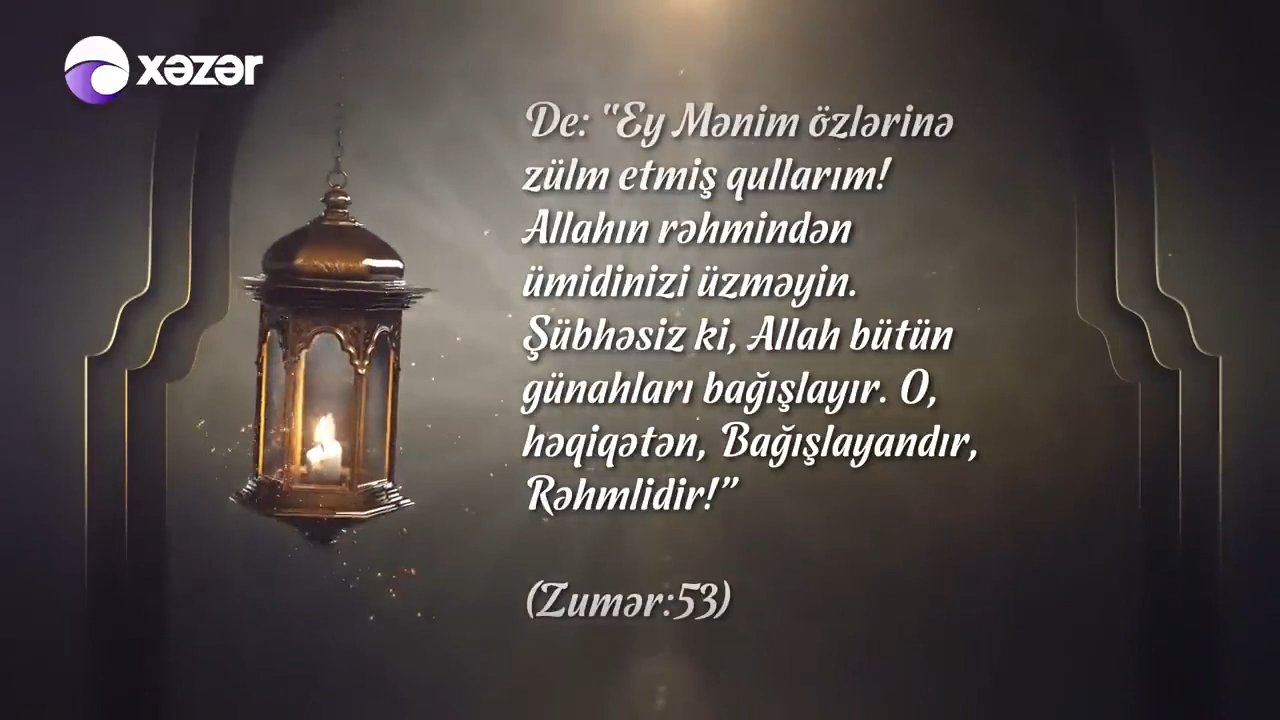 xəzər
De: “Ey Mənim özlərinə
zülm etmiş qullarım!
Allahın rəhmindən
ümidinizi üzməyin.
Şübhəsiz ki, Allah bütün
günahları bağışlayır. O,
həqiqətən, Bağışlayandır,
Rəhmlidir!”
(Zumər:53)